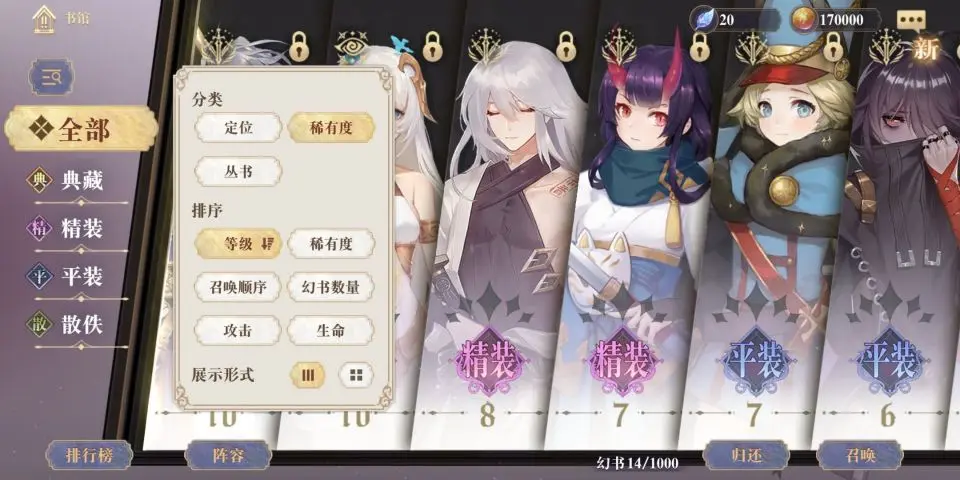 书馆
20
170000
新
全部
典 典藏
精 精装
平 平装
散 散佚
分类
定位
稀有度
丛书
排序
等级
稀有度
召唤顺序
幻书数量
攻击
生命
展示形式
10
10
精装
8
精装
7
平装
7
平装
6
排行榜
阵容
幻书14/1000
归还
召唤